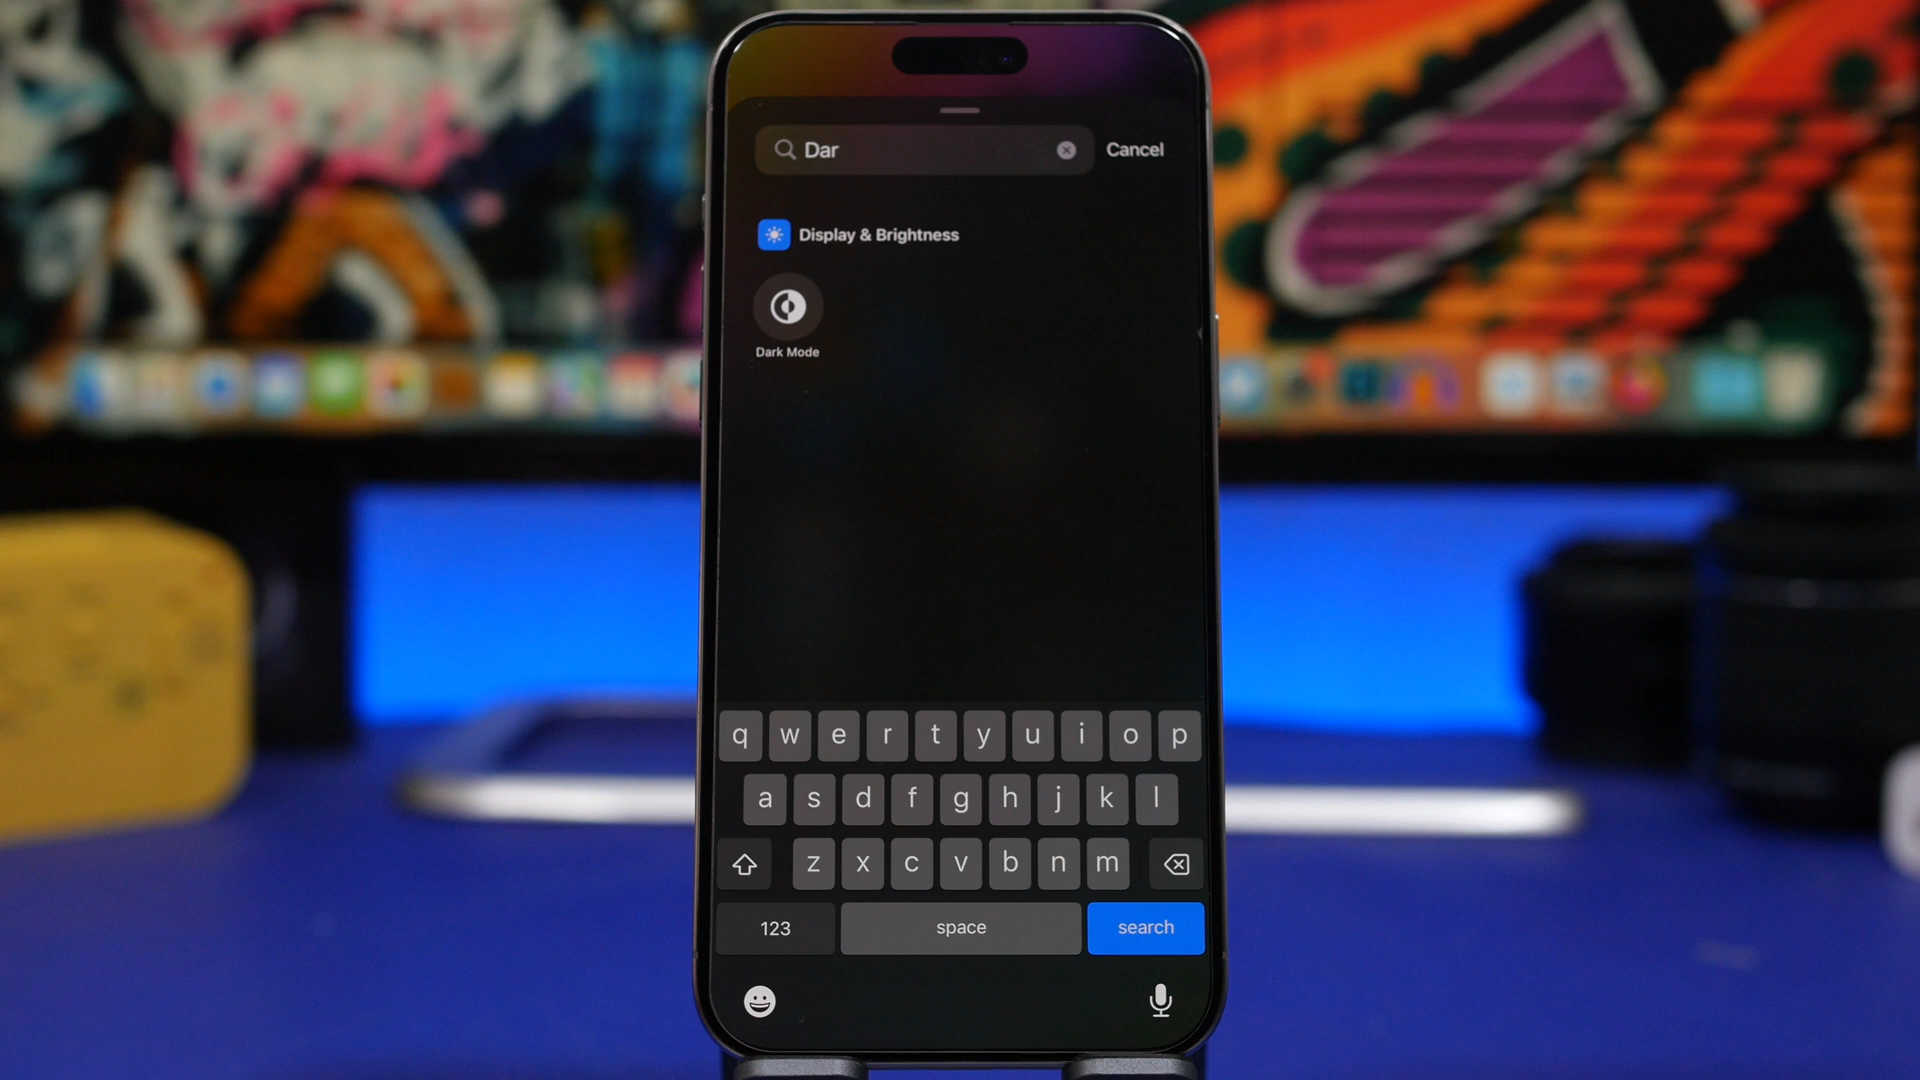 Dar
Cancel
Display & Brightness
Dark Mode
q w e r t y u i o p
a s d f g h j k l
z x c v b n m
123 space search